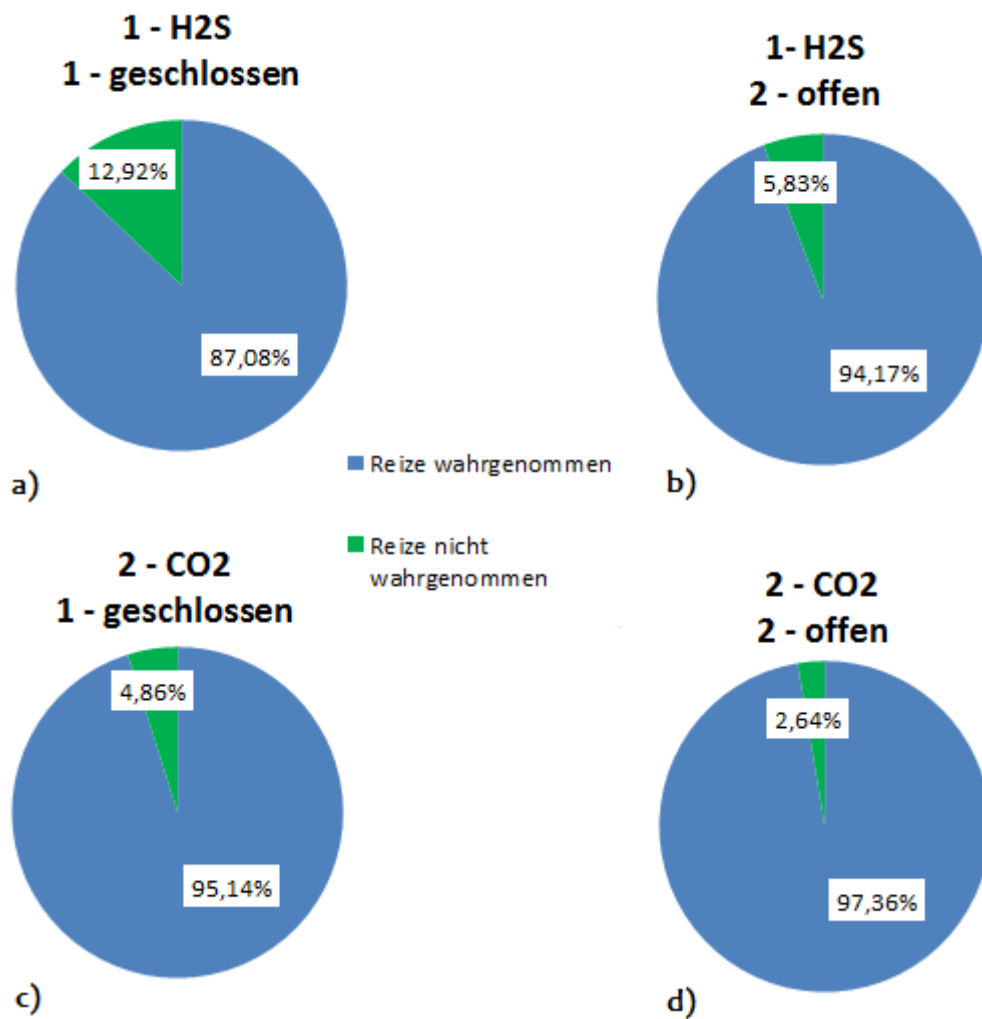 1 - H2S
1 - geschlossen
12,92%
87,08%
a)
1- H2S
2 - offen
5,83%
94,17%
b)
Reize wahrgenommen
Reize nicht
wahrgenommen
2 - CO2
1 - geschlossen
4,86%
95,14%
c)
2 - CO2
2 - offen
2,64%
97,36%
d)